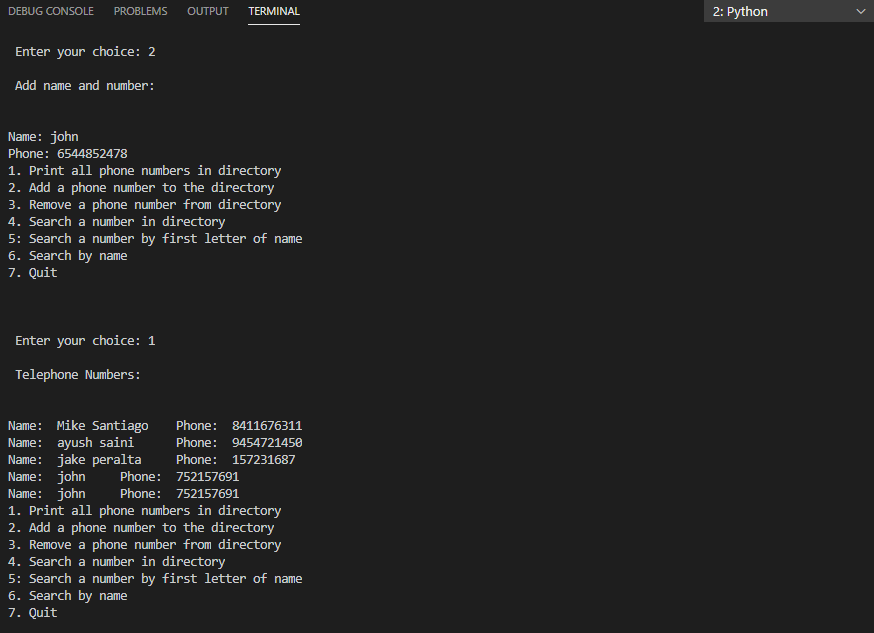 DEBUG CONSOLE PROBLEMS OUTPUT TERMINAL 2: Python
Enter your choice: 2
Add name and number:
Name: john
Phone: 6544852478
1. Print all phone numbers in directory
2. Add a phone number to the directory
3. Remove a phone number from directory
4. Search a number in directory
5: Search a number by first letter of name
6. Search by name
7. Quit
Enter your choice: 1
Telephone Numbers:
Name:  Mike Santiago    Phone:  8411676311
Name:  ayush saini      Phone:  9454721450
Name:  jake peralta     Phone:  157231687
Name:  john     Phone:  752157691
Name:  john     Phone:  752157691
1. Print all phone numbers in directory
2. Add a phone number to the directory
3. Remove a phone number from directory
4. Search a number in directory
5: Search a number by first letter of name
6. Search by name
7. Quit